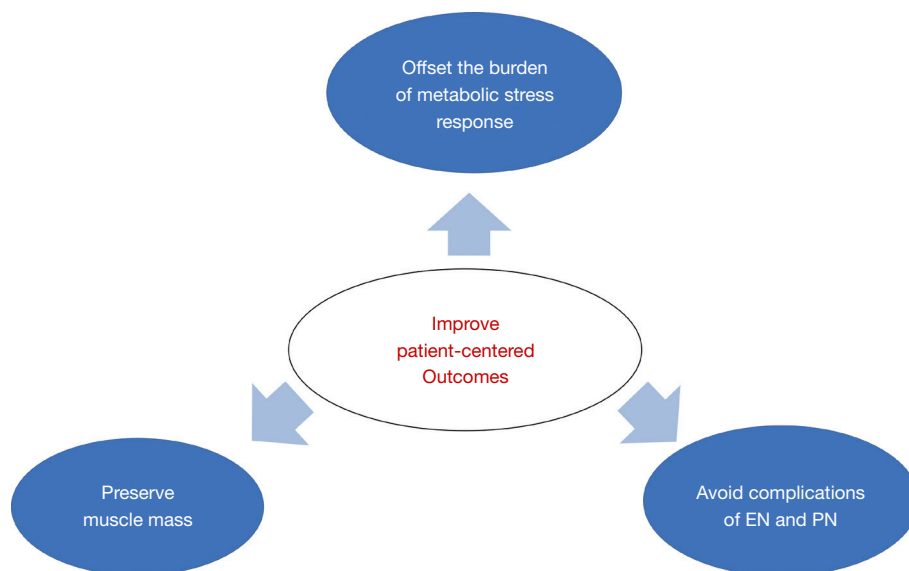 Offset the burden
of metabolic stress
response
Improve
patient-centered
Outcomes
Preserve
muscle mass
Avoid complications
of EN and PN